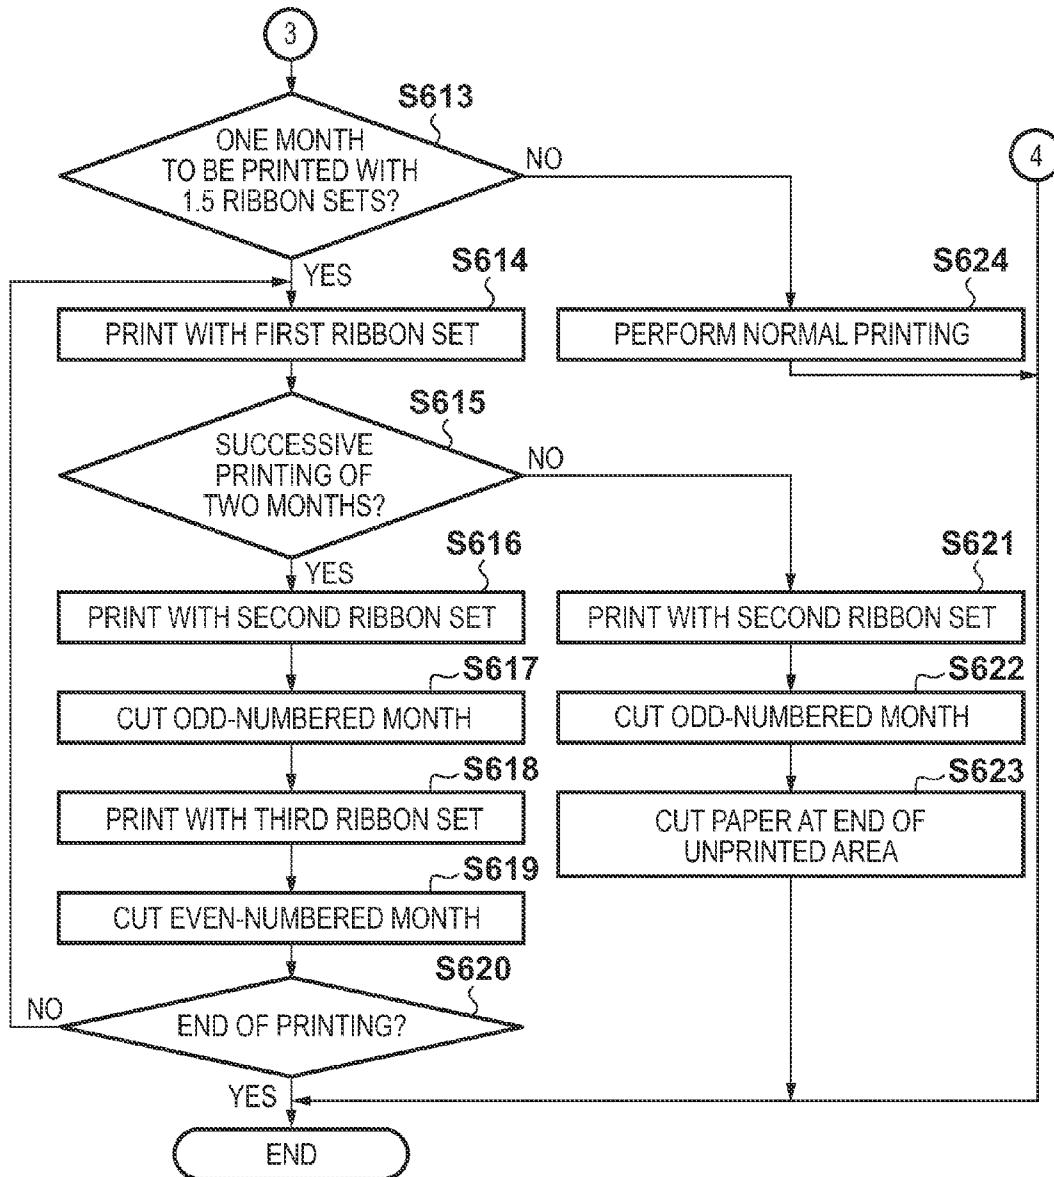 3
S613
ONE MONTH
TO BE PRINTED WITH
1.5 RIBBON SETS?
NO
4
YES
S614
PRINT WITH FIRST RIBBON SET
S624
PERFORM NORMAL PRINTING
S615
SUCCESSIVE
PRINTING OF
TWO MONTHS?
NO
YES
S616
PRINT WITH SECOND RIBBON SET
S621
PRINT WITH SECOND RIBBON SET
S617
CUT ODD-NUMBERED MONTH
S622
CUT ODD-NUMBERED MONTH
S618
PRINT WITH THIRD RIBBON SET
S623
CUT PAPER AT END OF
UNPRINTED AREA
S619
CUT EVEN-NUMBERED MONTH
S620
NO
END OF PRINTING?
YES
END